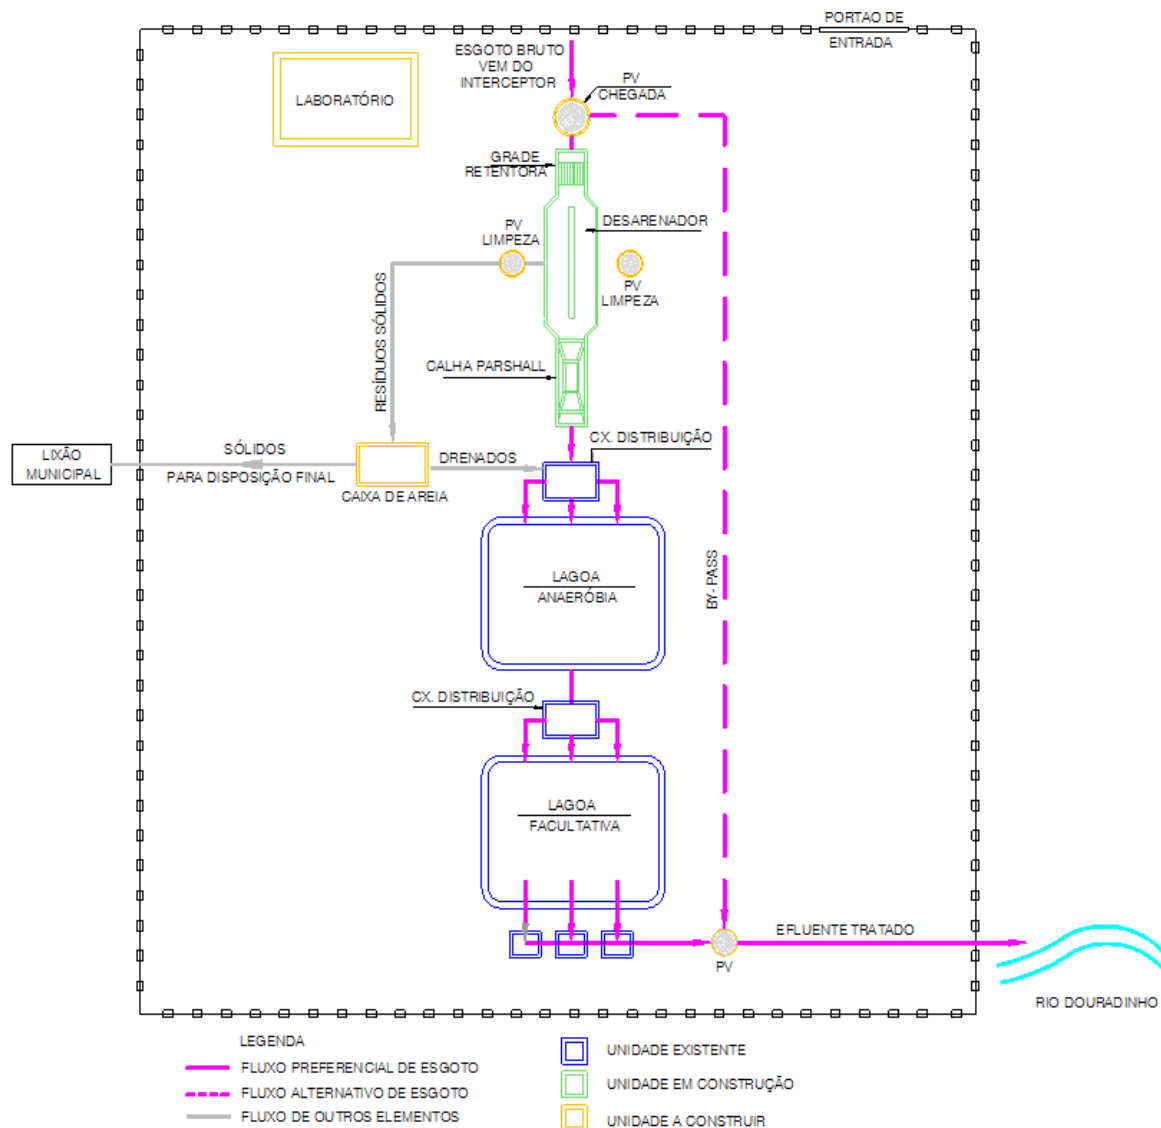 PORTAO DE
ENTRADA
ESGOTO BRUTO
VEM DO
INTERCEPTOR
PV
CHEGADA
LABORATÓRIO
GRADE
RETENTORA
DESARENADOR
PV
LIMPEZA
PV
LIMPEZA
RESÍDUOS SÓLIDOS
CALHA PARSHALL
CX. DISTRIBUIÇÃO
LIXÃO
MUNICIPAL
SÓLIDOS
PARA DISPOSIÇÃO FINAL
DRENADOS
CAIXA DE AREIA
LAGOA
ANAERÓBIA
BY-PASS
CX. DISTRIBUIÇÃO
LAGOA
FACULTATIVA
EFLUENTE TRATADO
PV
RIO DOURADINHO
LEGENDA
FLUXO PREFERENCIAL DE ESGOTO
FLUXO ALTERNATIVO DE ESGOTO
FLUXO DE OUTROS ELEMENTOS
UNIDADE EXISTENTE
UNIDADE EM CONSTRUÇÃO
UNIDADE A CONSTRUIR